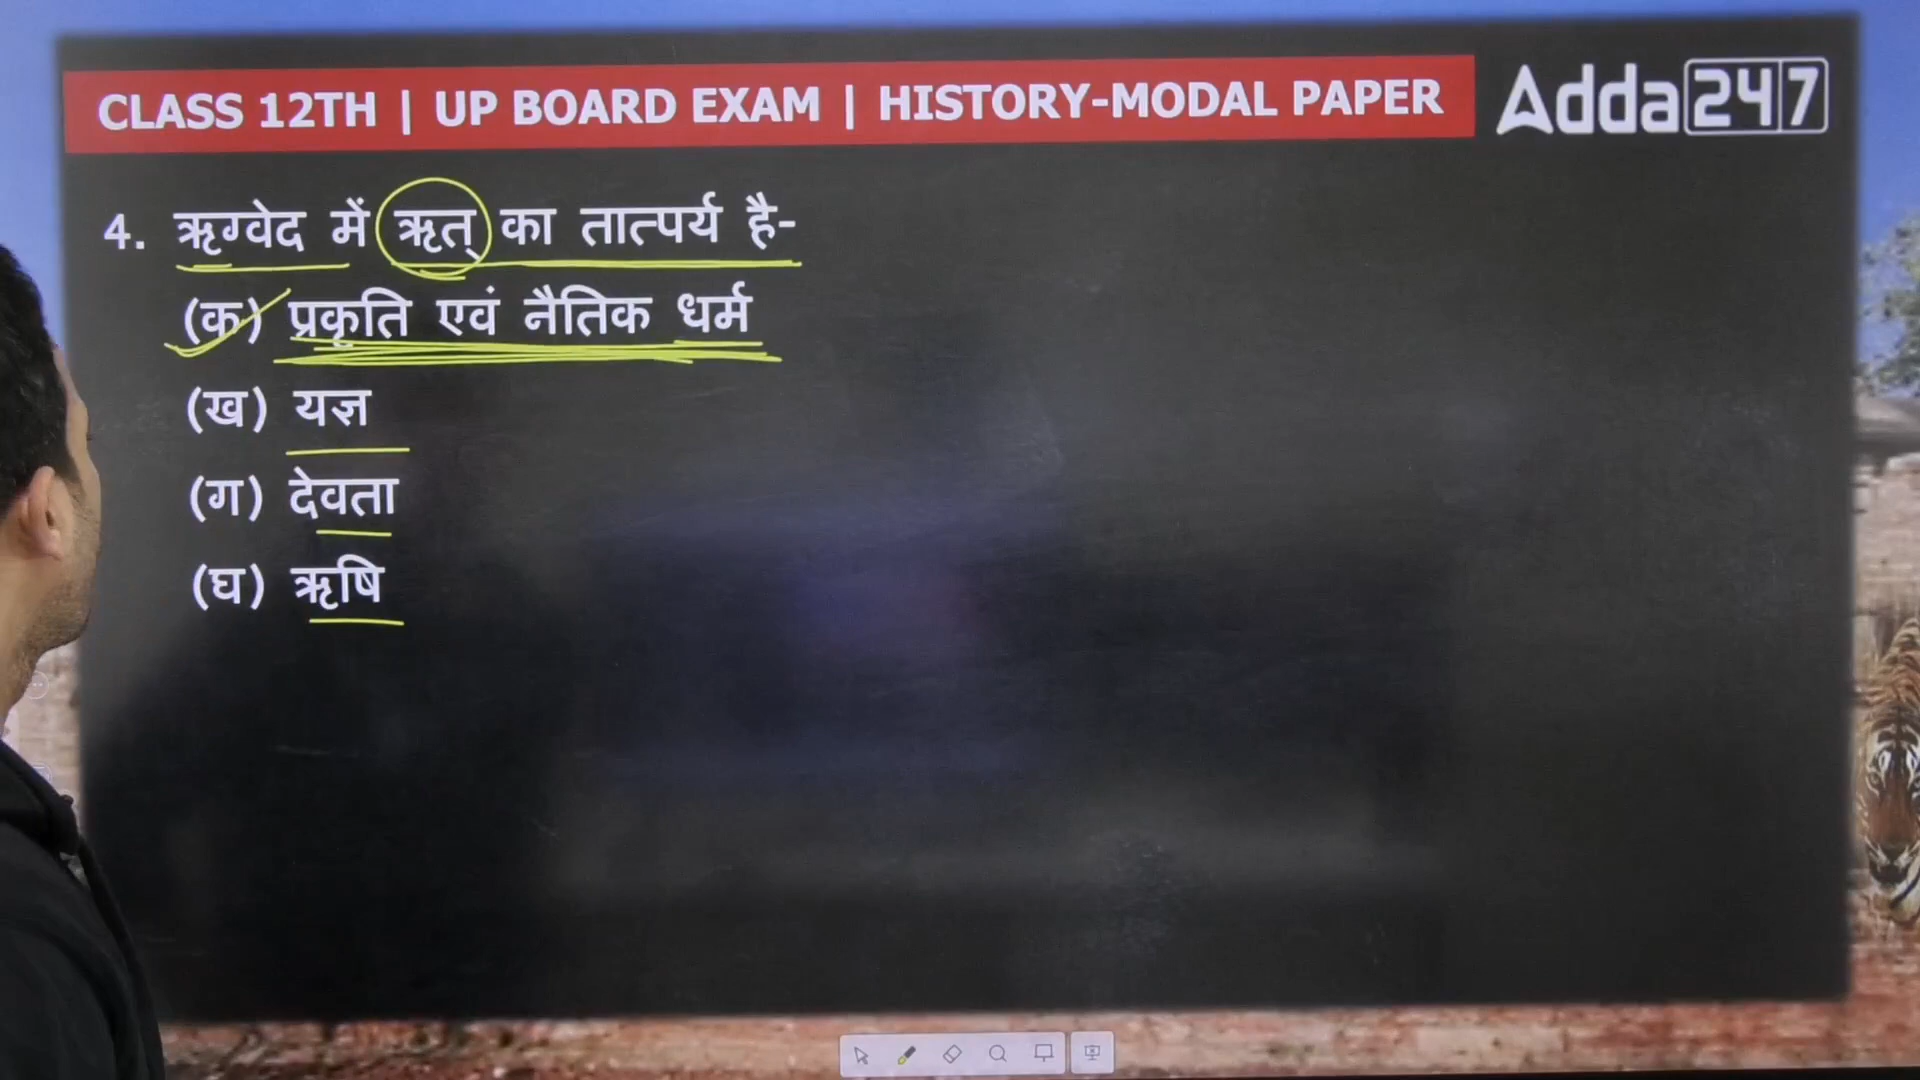 CLASS 12TH | UP BOARD EXAM | HISTORY-MODAL PAPER
Adda247
4. ऋग्वेद में ऋत् का तात्पर्य है-
(क) प्रकृति एवं नैतिक धर्म
(ख) यज्ञ
(ग) देवता
(घ) ऋषि